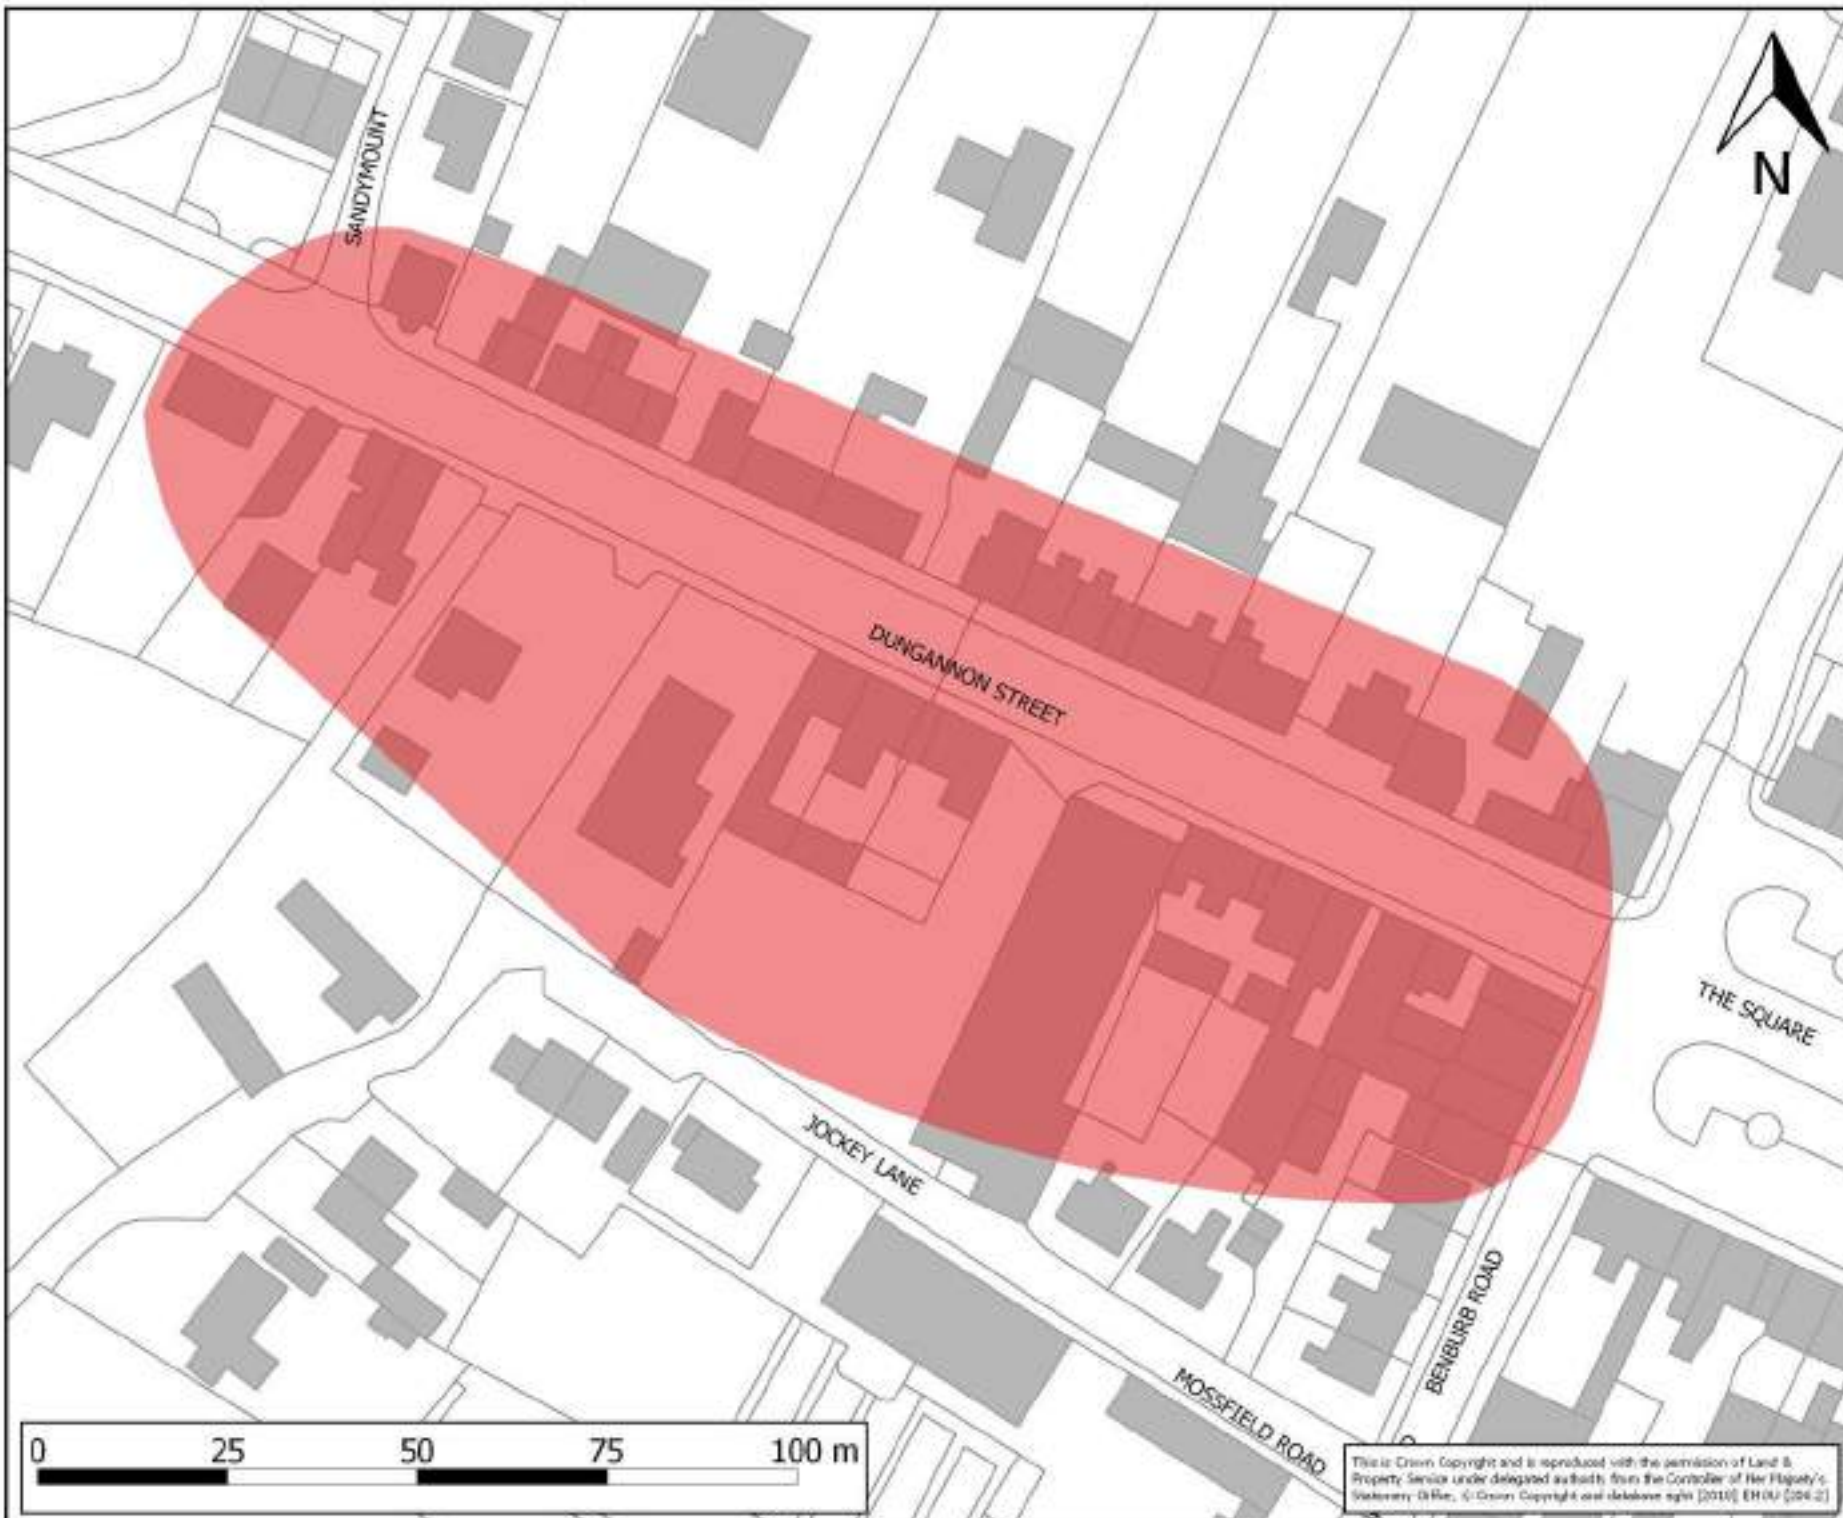 N
SANDYMOUNT
DUNGANNON STREET
THE SQUARE
JOCKEY LANE
BENBURB ROAD
MOSSFIELD ROAD
0 25 50 75 100 m
This is Crown Copyright and is reproduced with the permission of Land &
Property Service under delegated authority from the Controller of Her Majesty's
Stationery Office, © Crown Copyright and database right [2018]